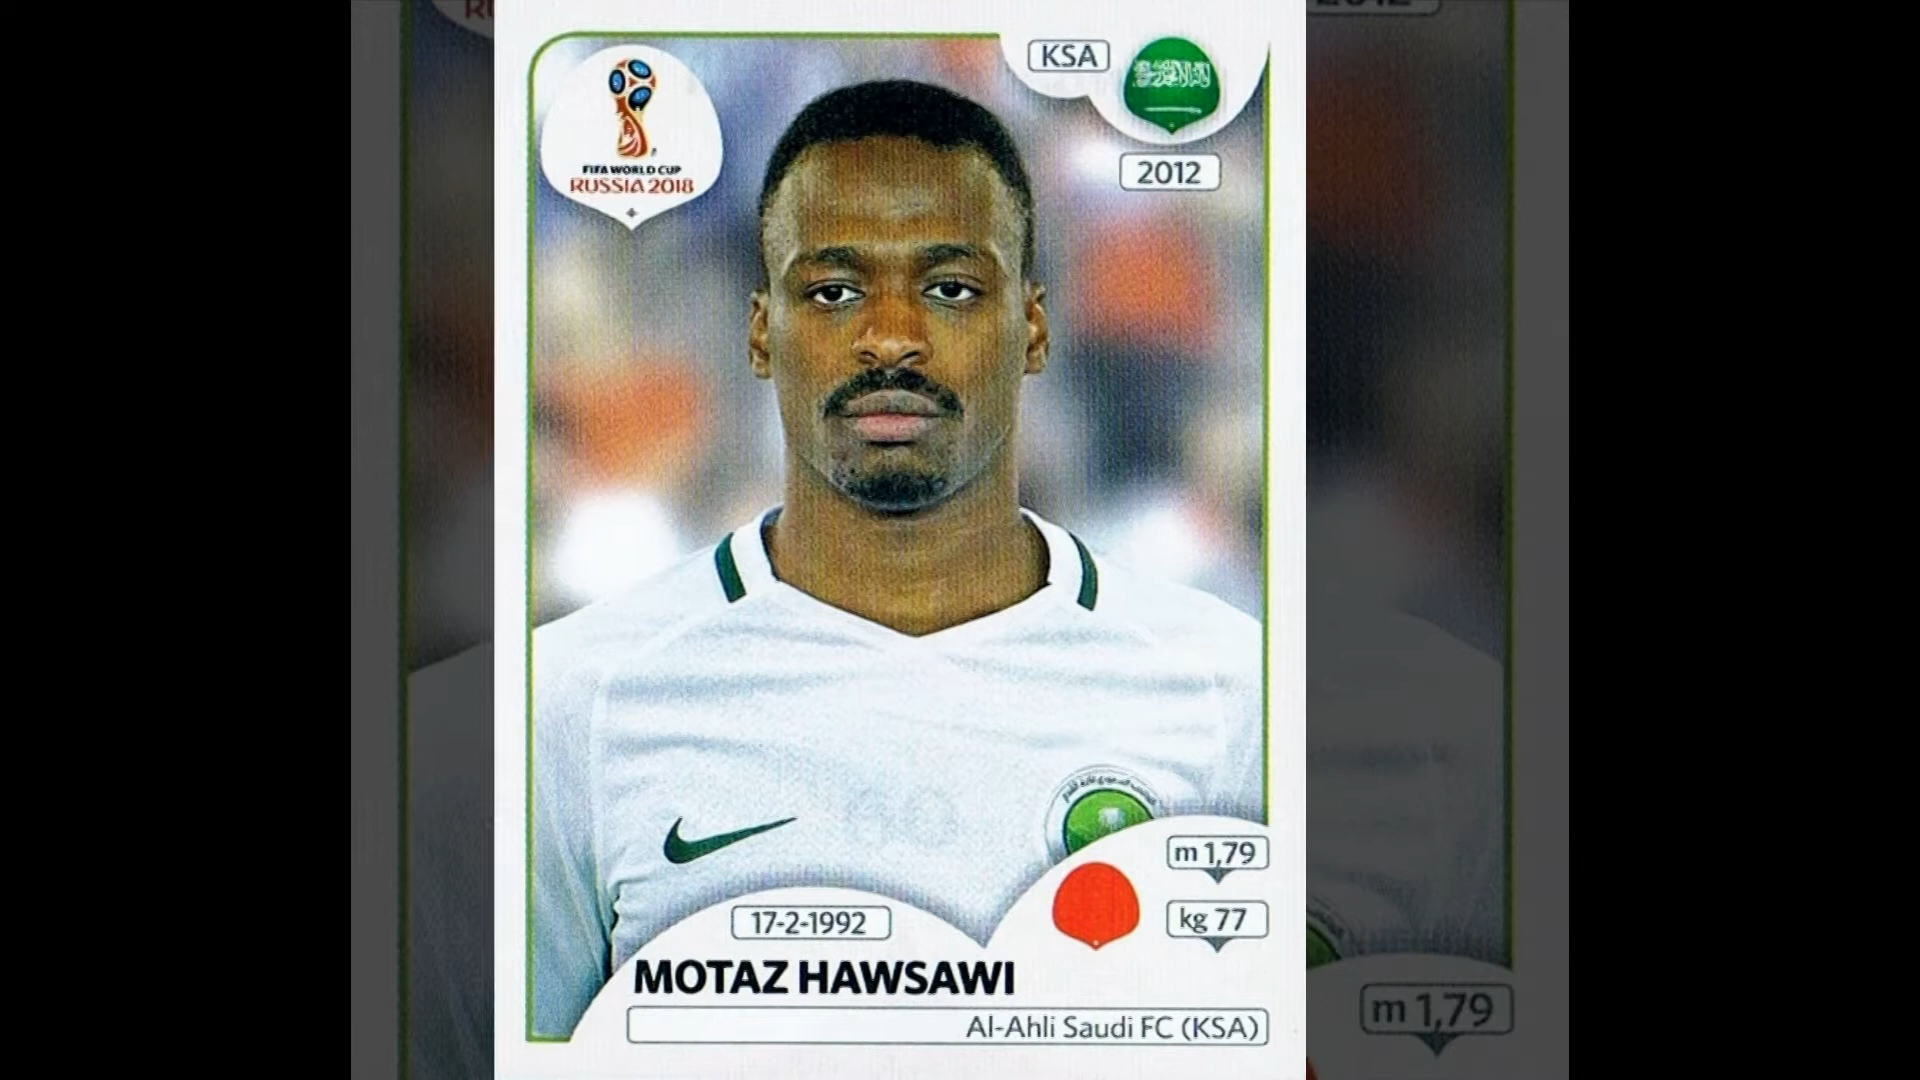 KSA
FIFA WORLD CUP
RUSSIA 2018
2012
m 1,79
17-2-1992
kg 77
MOTAZ HAWSAWI
Al-Ahli Saudi FC (KSA)
m 1,79